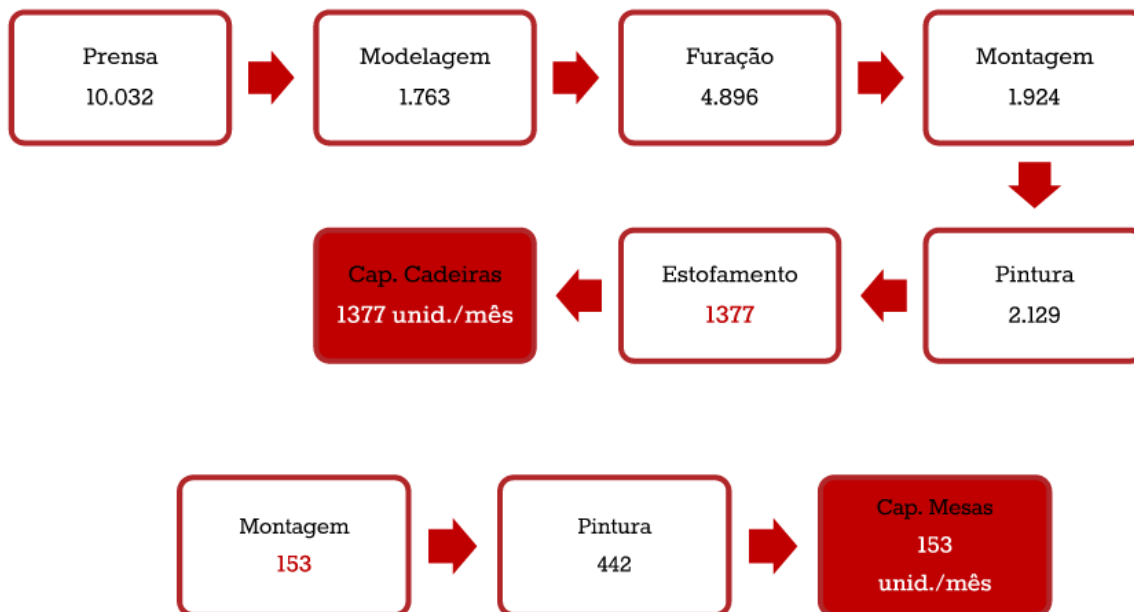 Prensa
10.032
Modelagem
1.763
Furação
4.896
Montagem
1.924
Pintura
2.129
Estofamento
1377
Cap. Cadeiras
1377 unid./mês
Montagem
153
Pintura
442
Cap. Mesas
153
unid./mês